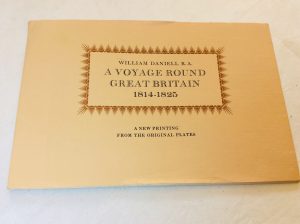 WILLIAM DANIELL R.A.
A VOYAGE ROUND
GREAT BRITAIN
1814-1825
A NEW PRINTING
FROM THE ORIGINAL PLATES